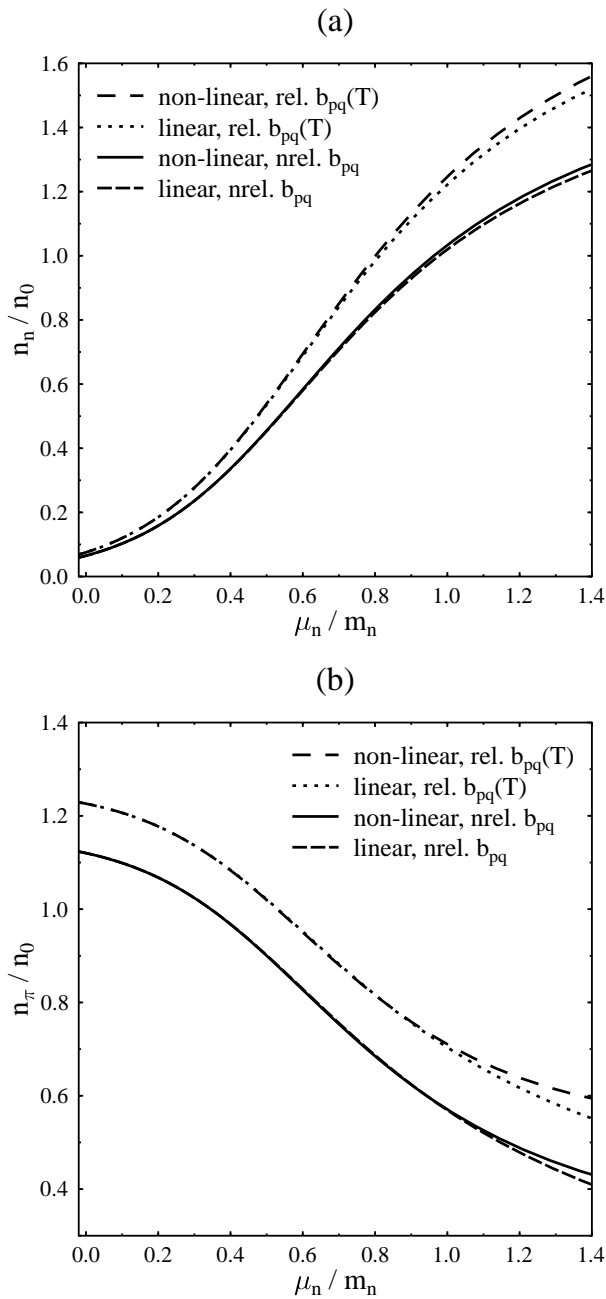 (a)
1.6
1.4
1.2
1.0
0.8
0.6
0.4
0.2
0.0
n_n / n_0
non-linear, rel. b_pq(T)
linear, rel. b_pq(T)
non-linear, nrel. b_pq
linear, nrel. b_pq
0.0 0.2 0.4 0.6 0.8 1.0 1.2 1.4
μ_n / m_n
(b)
1.4
1.2
1.0
0.8
0.6
0.4
n_π / n_0
non-linear, rel. b_pq(T)
linear, rel. b_pq(T)
non-linear, nrel. b_pq
linear, nrel. b_pq
0.0 0.2 0.4 0.6 0.8 1.0 1.2 1.4
μ_n / m_n